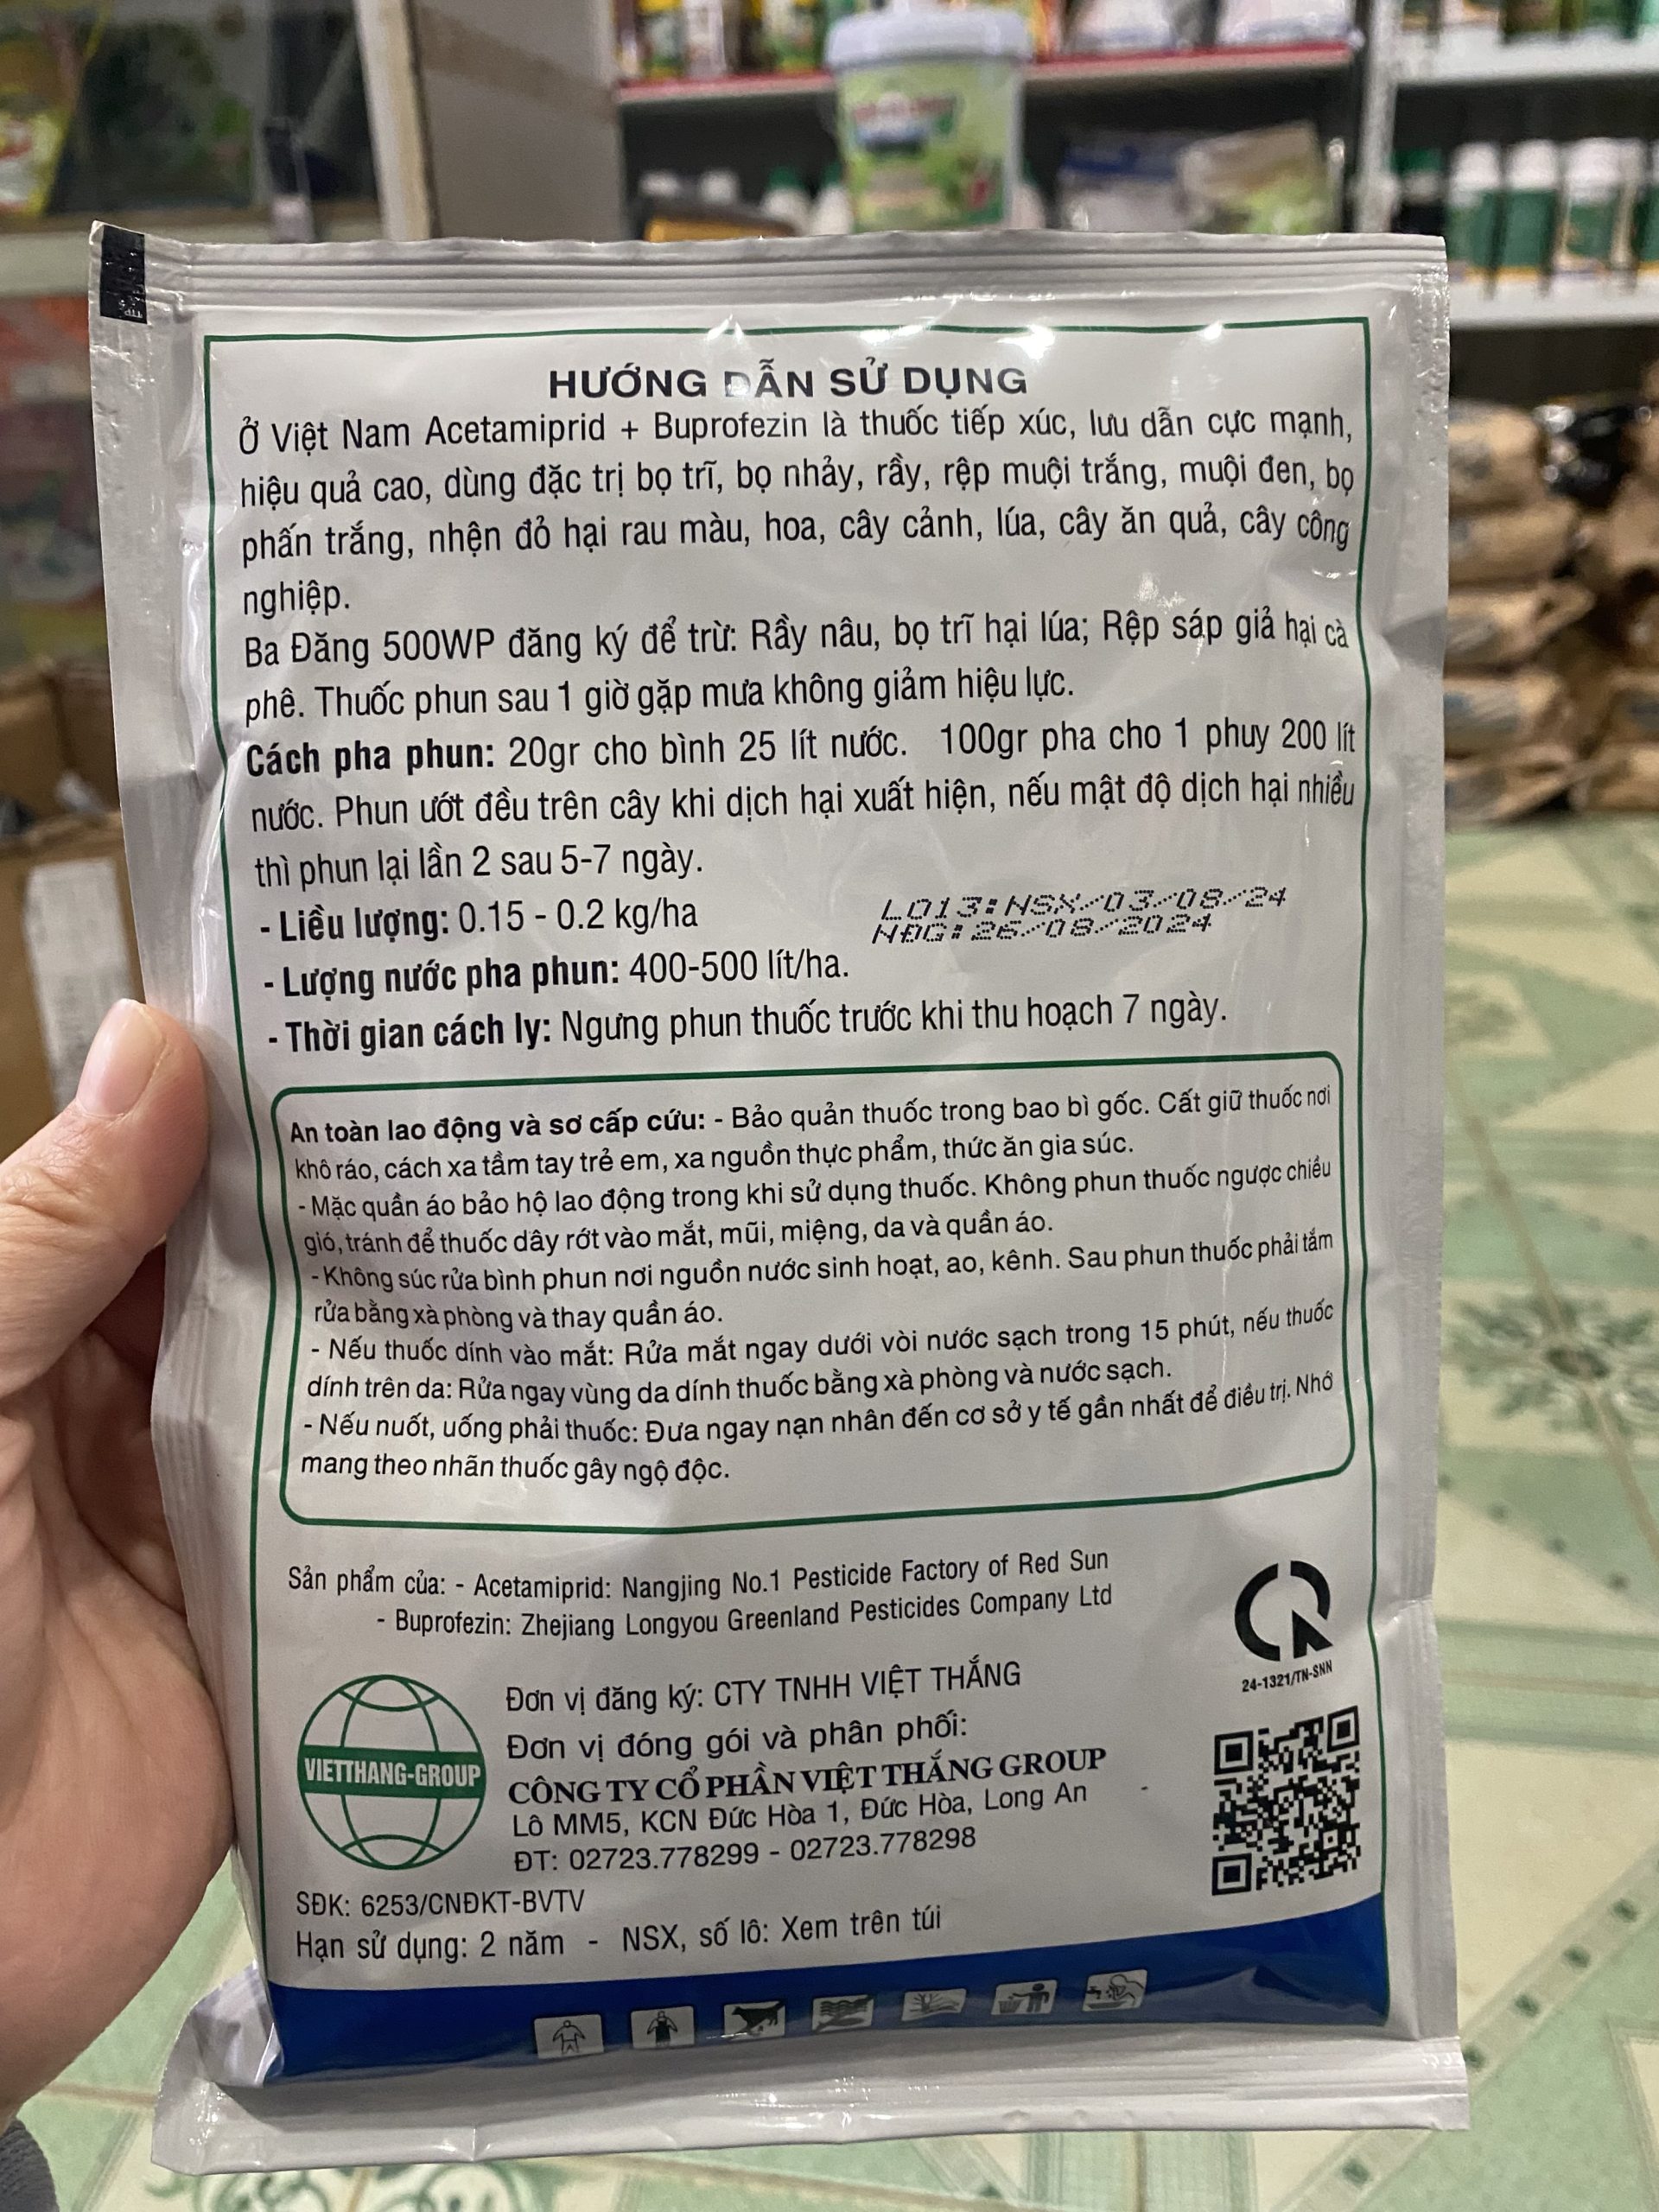 HƯỚNG DẪN SỬ DỤNG
Ở Việt Nam Acetamiprid + Buprofezin là thuốc tiếp xúc, lưu dẫn cực mạnh,
hiệu quả cao, dùng đặc trị bọ trĩ, bọ nhảy, rầy, rệp muội trắng, muội đen, bọ
phấn trắng, nhện đỏ hại rau màu, hoa, cây cảnh, lúa, cây ăn quả, cây công
nghiệp.
Ba Đăng 500WP đăng ký để trừ: Rầy nâu, bọ trĩ hại lúa; Rệp sáp giả hại cà
phê. Thuốc phun sau 1 giờ gặp mưa không giảm hiệu lực.
Cách pha phun: 20gr cho bình 25 lít nước. 100gr pha cho 1 phuy 200 lít
nước. Phun ướt đều trên cây khi dịch hại xuất hiện, nếu mật độ dịch hại nhiều
thì phun lại lần 2 sau 5-7 ngày.
- Liều lượng: 0.15 - 0.2 kg/ha
L013:NSX/03/08/24
NĐG:26/08/2024
- Lượng nước pha phun: 400-500 lít/ha.
- Thời gian cách ly: Ngưng phun thuốc trước khi thu hoạch 7 ngày.
An toàn lao động và sơ cấp cứu: - Bảo quản thuốc trong bao bì gốc. Cất giữ thuốc nơi
khô ráo, cách xa tầm tay trẻ em, xa nguồn thực phẩm, thức ăn gia súc.
- Mặc quần áo bảo hộ lao động trong khi sử dụng thuốc. Không phun thuốc ngược chiều
gió, tránh để thuốc dây rớt vào mắt, mũi, miệng, da và quần áo.
- Không súc rửa bình phun nơi nguồn nước sinh hoạt, ao, kênh. Sau phun thuốc phải tắm
rửa bằng xà phòng và thay quần áo.
- Nếu thuốc dính vào mắt: Rửa mắt ngay dưới vòi nước sạch trong 15 phút, nếu thuốc
dính trên da: Rửa ngay vùng da dính thuốc bằng xà phòng và nước sạch.
- Nếu nuốt, uống phải thuốc: Đưa ngay nạn nhân đến cơ sở y tế gần nhất để điều trị. Nhớ
mang theo nhãn thuốc gây ngộ độc.
Sản phẩm của: - Acetamiprid: Nangjing No.1 Pesticide Factory of Red Sun
- Buprofezin: Zhejiang Longyou Greenland Pesticides Company Ltd
24-1321/TN-SNN
VIETTHANG-GROUP
Đơn vị đăng ký: CTY TNHH VIỆT THẮNG
Đơn vị đóng gói và phân phối:
CÔNG TY CỔ PHẦN VIỆT THẮNG GROUP
Lô MM5, KCN Đức Hòa 1, Đức Hòa, Long An
ĐT: 02723.778299 - 02723.778298
SĐK: 6253/CNĐKT-BVTV
Hạn sử dụng: 2 năm - NSX, số lô: Xem trên túi